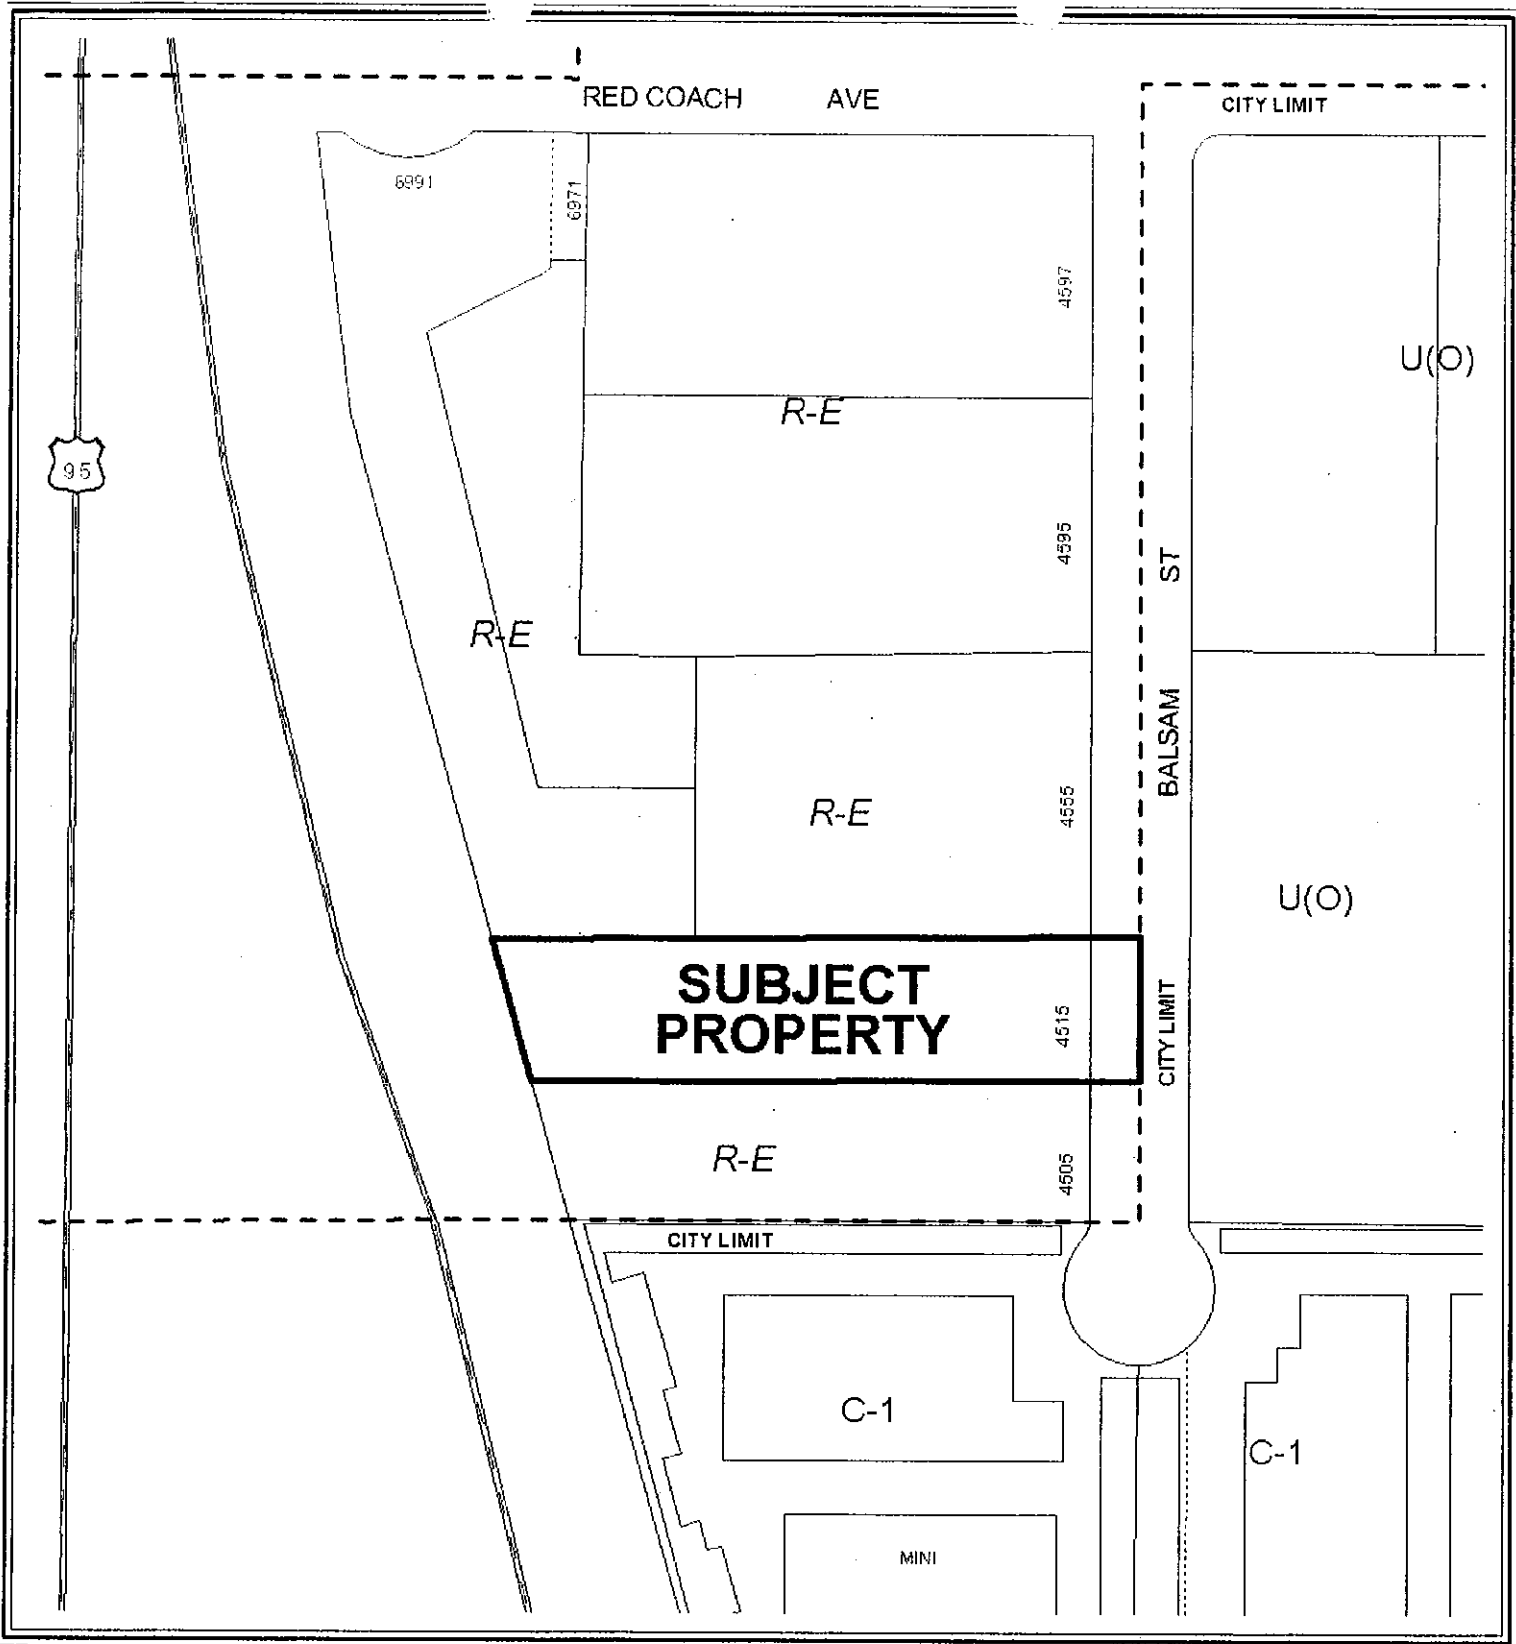 RED COACH AVE
CITY LIMIT
6991
6971
4597
U(O)
R-E
95
4595
ST
R-E
BALSAM
R-E
4555
U(O)
SUBJECT
PROPERTY
4515
CITY LIMIT
R-E
4505
CITY LIMIT
C-1
C-1
MINI